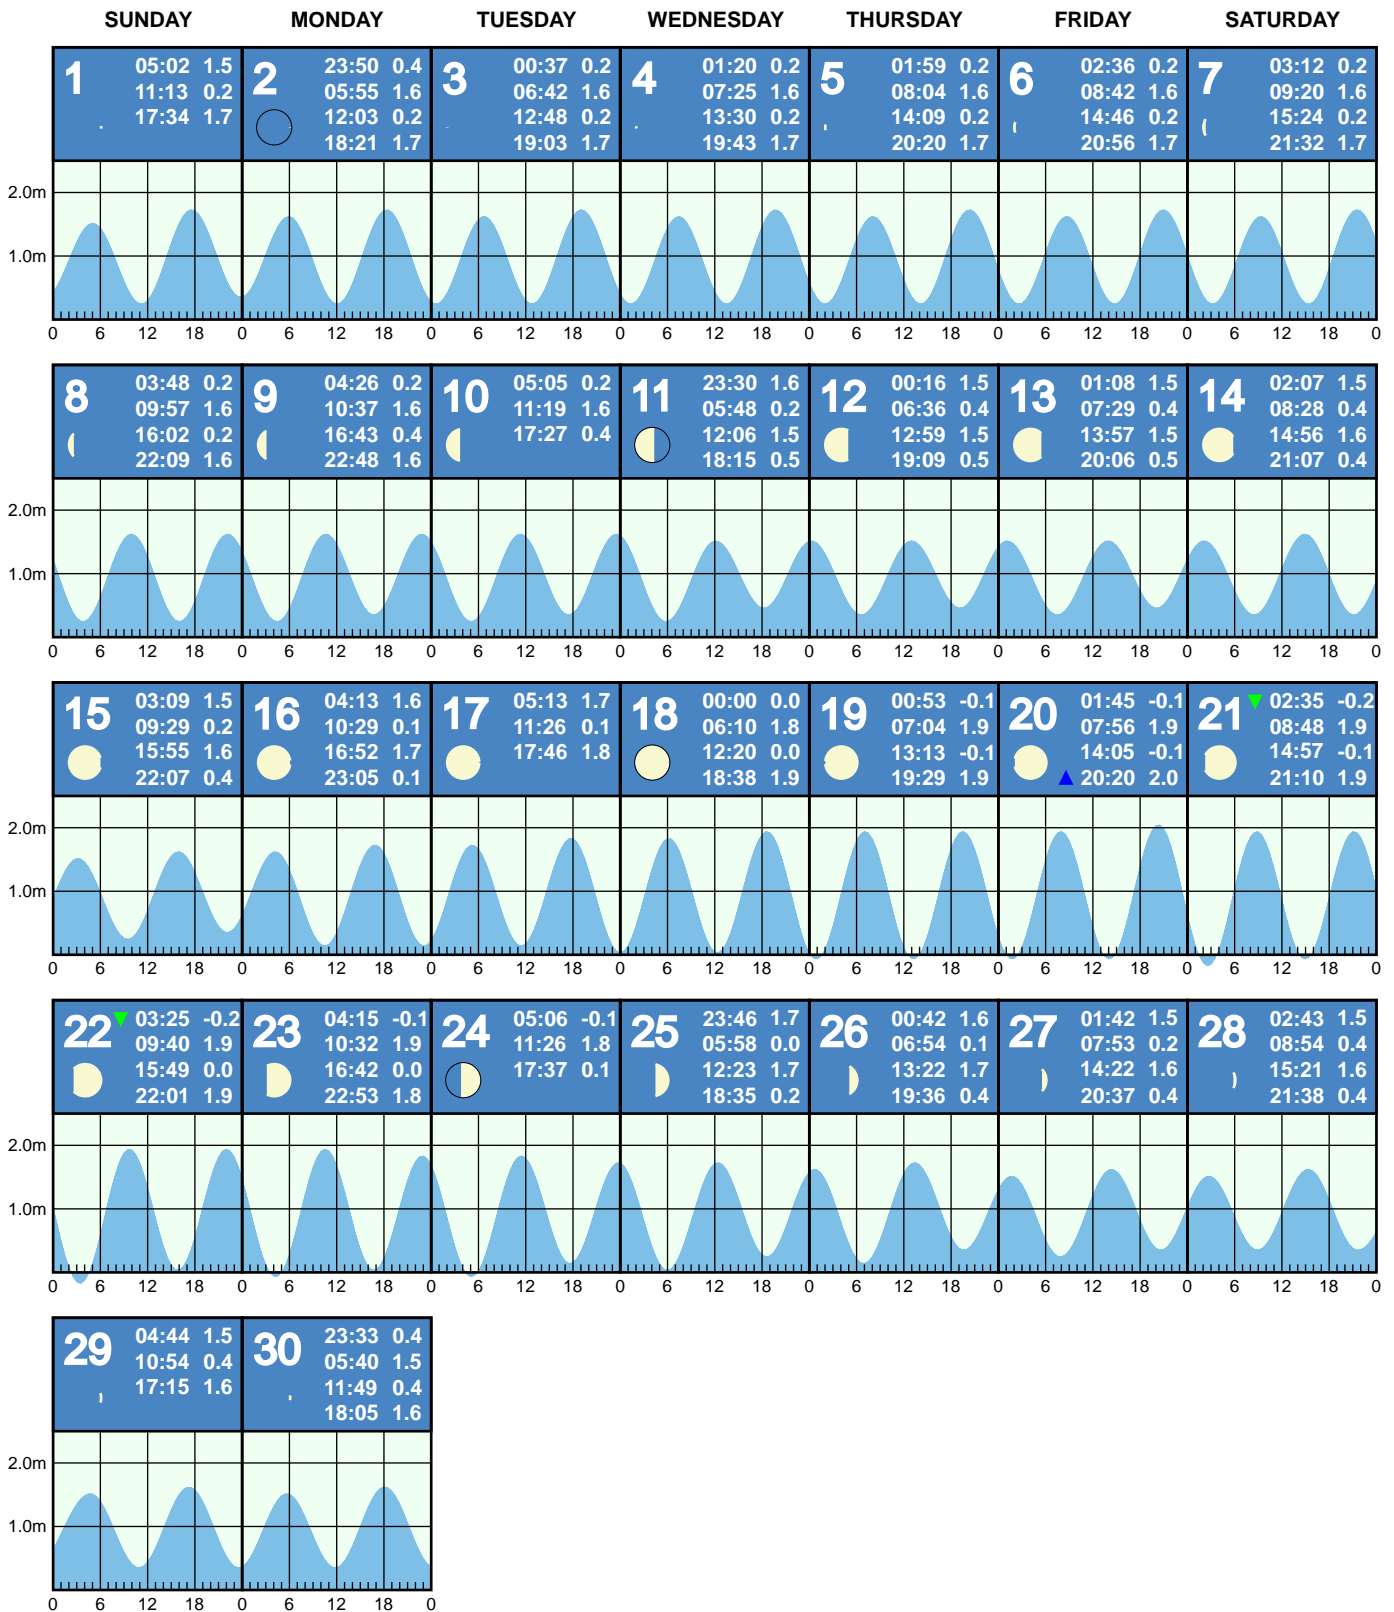 SUNDAY MONDAY TUESDAY WEDNESDAY THURSDAY FRIDAY SATURDAY
1 05:02 1.5
11:13 0.2
17:34 1.7
2 23:50 0.4
05:55 1.6
12:03 0.2
18:21 1.7
3 00:37 0.2
06:42 1.6
12:48 0.2
19:03 1.7
4 01:20 0.2
07:25 1.6
13:30 0.2
19:43 1.7
5 01:59 0.2
08:04 1.6
14:09 0.2
20:20 1.7
6 02:36 0.2
08:42 1.6
14:46 0.2
20:56 1.7
7 03:12 0.2
09:20 1.6
15:24 0.2
21:32 1.7
2.0m
1.0m
0 6 12 18 0 6 12 18 0 6 12 18 0 6 12 18 0 6 12 18 0 6 12 18 0 6 12 18 0
8 03:48 0.2
09:57 1.6
16:02 0.2
22:09 1.6
9 04:26 0.2
10:37 1.6
16:43 0.4
22:48 1.6
10 05:05 0.2
11:19 1.6
17:27 0.4
11 23:30 1.6
05:48 0.2
12:06 1.5
18:15 0.5
12 00:16 1.5
06:36 0.4
12:59 1.5
19:09 0.5
13 01:08 1.5
07:29 0.4
13:57 1.5
20:06 0.5
14 02:07 1.5
08:28 0.4
14:56 1.6
21:07 0.4
2.0m
1.0m
0 6 12 18 0 6 12 18 0 6 12 18 0 6 12 18 0 6 12 18 0 6 12 18 0 6 12 18 0
15 03:09 1.5
09:29 0.2
15:55 1.6
22:07 0.4
16 04:13 1.6
10:29 0.1
16:52 1.7
23:05 0.1
17 05:13 1.7
11:26 0.1
17:46 1.8
18 00:00 0.0
06:10 1.8
12:20 0.0
18:38 1.9
19 00:53 -0.1
07:04 1.9
13:13 -0.1
19:29 1.9
20 01:45 -0.1
07:56 1.9
14:05 -0.1
20:20 2.0
21 02:35 -0.2
08:48 1.9
14:57 -0.1
21:10 1.9
2.0m
1.0m
0 6 12 18 0 6 12 18 0 6 12 18 0 6 12 18 0 6 12 18 0 6 12 18 0 6 12 18 0
22 03:25 -0.2
09:40 1.9
15:49 0.0
22:01 1.9
23 04:15 -0.1
10:32 1.9
16:42 0.0
22:53 1.8
24 05:06 -0.1
11:26 1.8
17:37 0.1
25 23:46 1.7
05:58 0.0
12:23 1.7
18:35 0.2
26 00:42 1.6
06:54 0.1
13:22 1.7
19:36 0.4
27 01:42 1.5
07:53 0.2
14:22 1.6
20:37 0.4
28 02:43 1.5
08:54 0.4
15:21 1.6
21:38 0.4
2.0m
1.0m
0 6 12 18 0 6 12 18 0 6 12 18 0 6 12 18 0 6 12 18 0 6 12 18 0 6 12 18 0
29 04:44 1.5
10:54 0.4
17:15 1.6
30 23:33 0.4
05:40 1.5
11:49 0.4
18:05 1.6
2.0m
1.0m
0 6 12 18 0 6 12 18 0